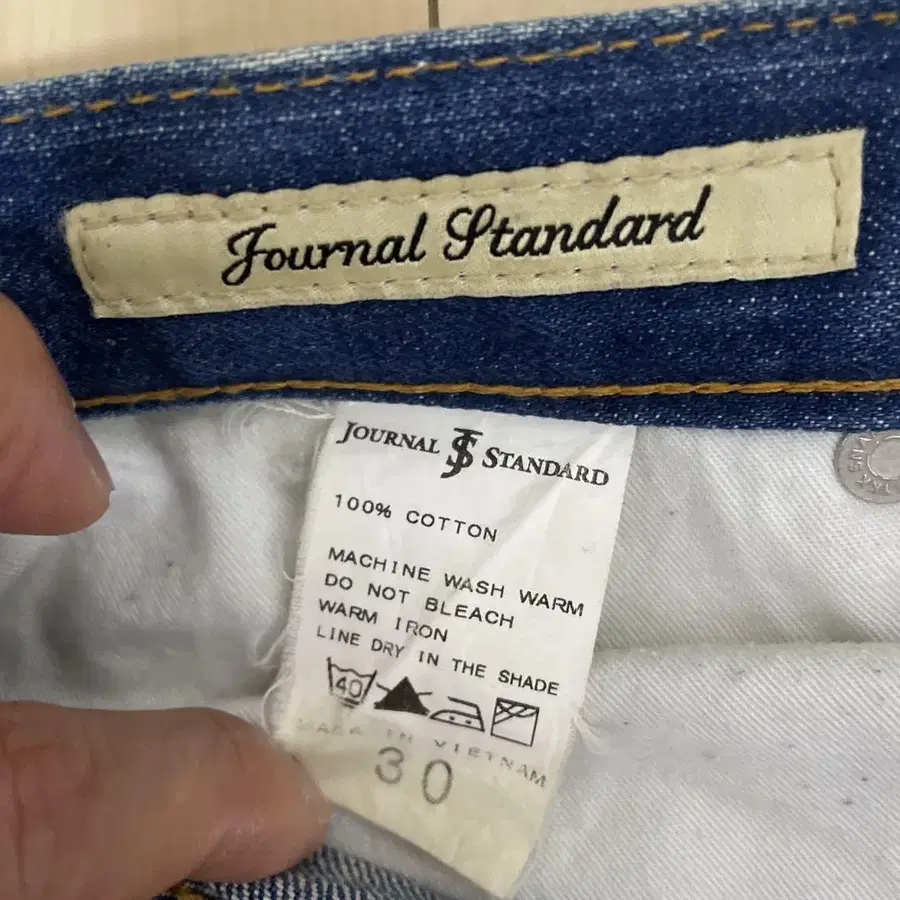 Journal Standard
JOURNAL JS STANDARD
100% COTTON
MACHINE WASH WARM
DO NOT BLEACH
WARM IRON
LINE DRY IN THE SHADE
40
MADE IN VIETNAM
30